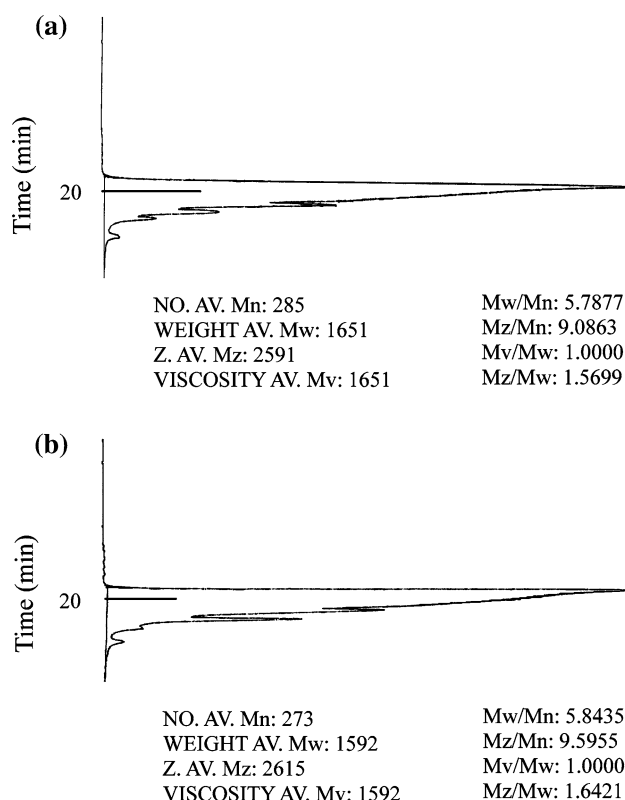 (a)
Time (min)
20
NO. AV. Mn: 285 Mw/Mn: 5.7877
WEIGHT AV. Mw: 1651 Mz/Mn: 9.0863
Z. AV. Mz: 2591 Mv/Mw: 1.0000
VISCOSITY AV. Mv: 1651 Mz/Mw: 1.5699
(b)
Time (min)
20
NO. AV. Mn: 273 Mw/Mn: 5.8435
WEIGHT AV. Mw: 1592 Mz/Mn: 9.5955
Z. AV. Mz: 2615 Mv/Mw: 1.0000
VISCOSITY AV. Mv: 1592 Mz/Mw: 1.6421